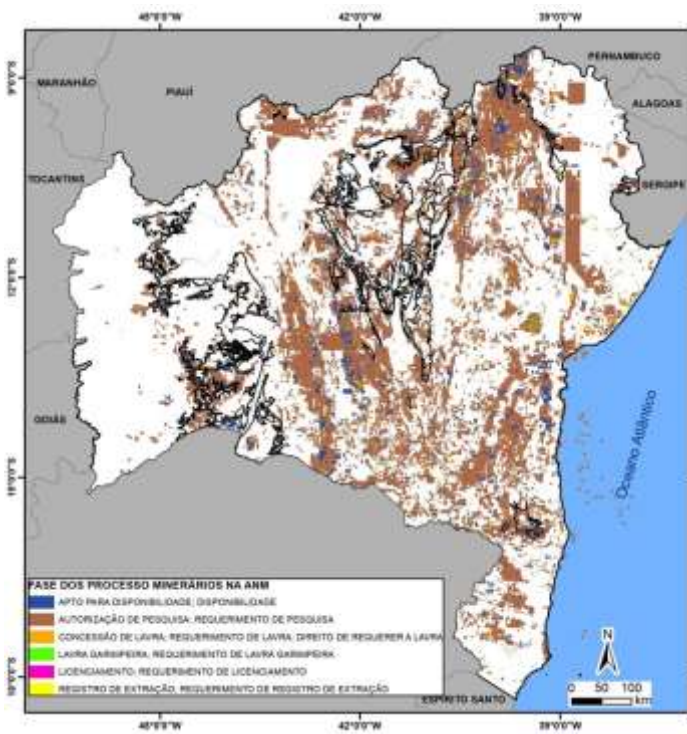 45°0'0"W 42°0'0"W 39°0'0"W
PERNAMBUCO
MARANHÃO
PIAUÍ
ALAGOAS
TOCANTINS
SERGIPE
12°0'0"S
GOIÁS
Oceano Atlântico
FASE DOS PROCESSO MINERÁRIOS NA ANM
APTO PARA DISPONIBILIDADE; DISPONIBILIDADE
AUTORIZAÇÃO DE PESQUISA; REQUERIMENTO DE PESQUISA
CONCESSÃO DE LAVRA; REQUERIMENTO DE LAVRA; DIREITO DE REQUERER A LAVRA
LAVRA GARIMPEIRA; REQUERIMENTO DE LAVRA GARIMPEIRA
LICENCIAMENTO; REQUERIMENTO DE LICENCIAMENTO
REGISTRO DE EXTRAÇÃO; REQUERIMENTO DE REGISTRO DE EXTRAÇÃO
N
0 50 100
km
ESPÍRITO SANTO
45°0'0"W 42°0'0"W 39°0'0"W